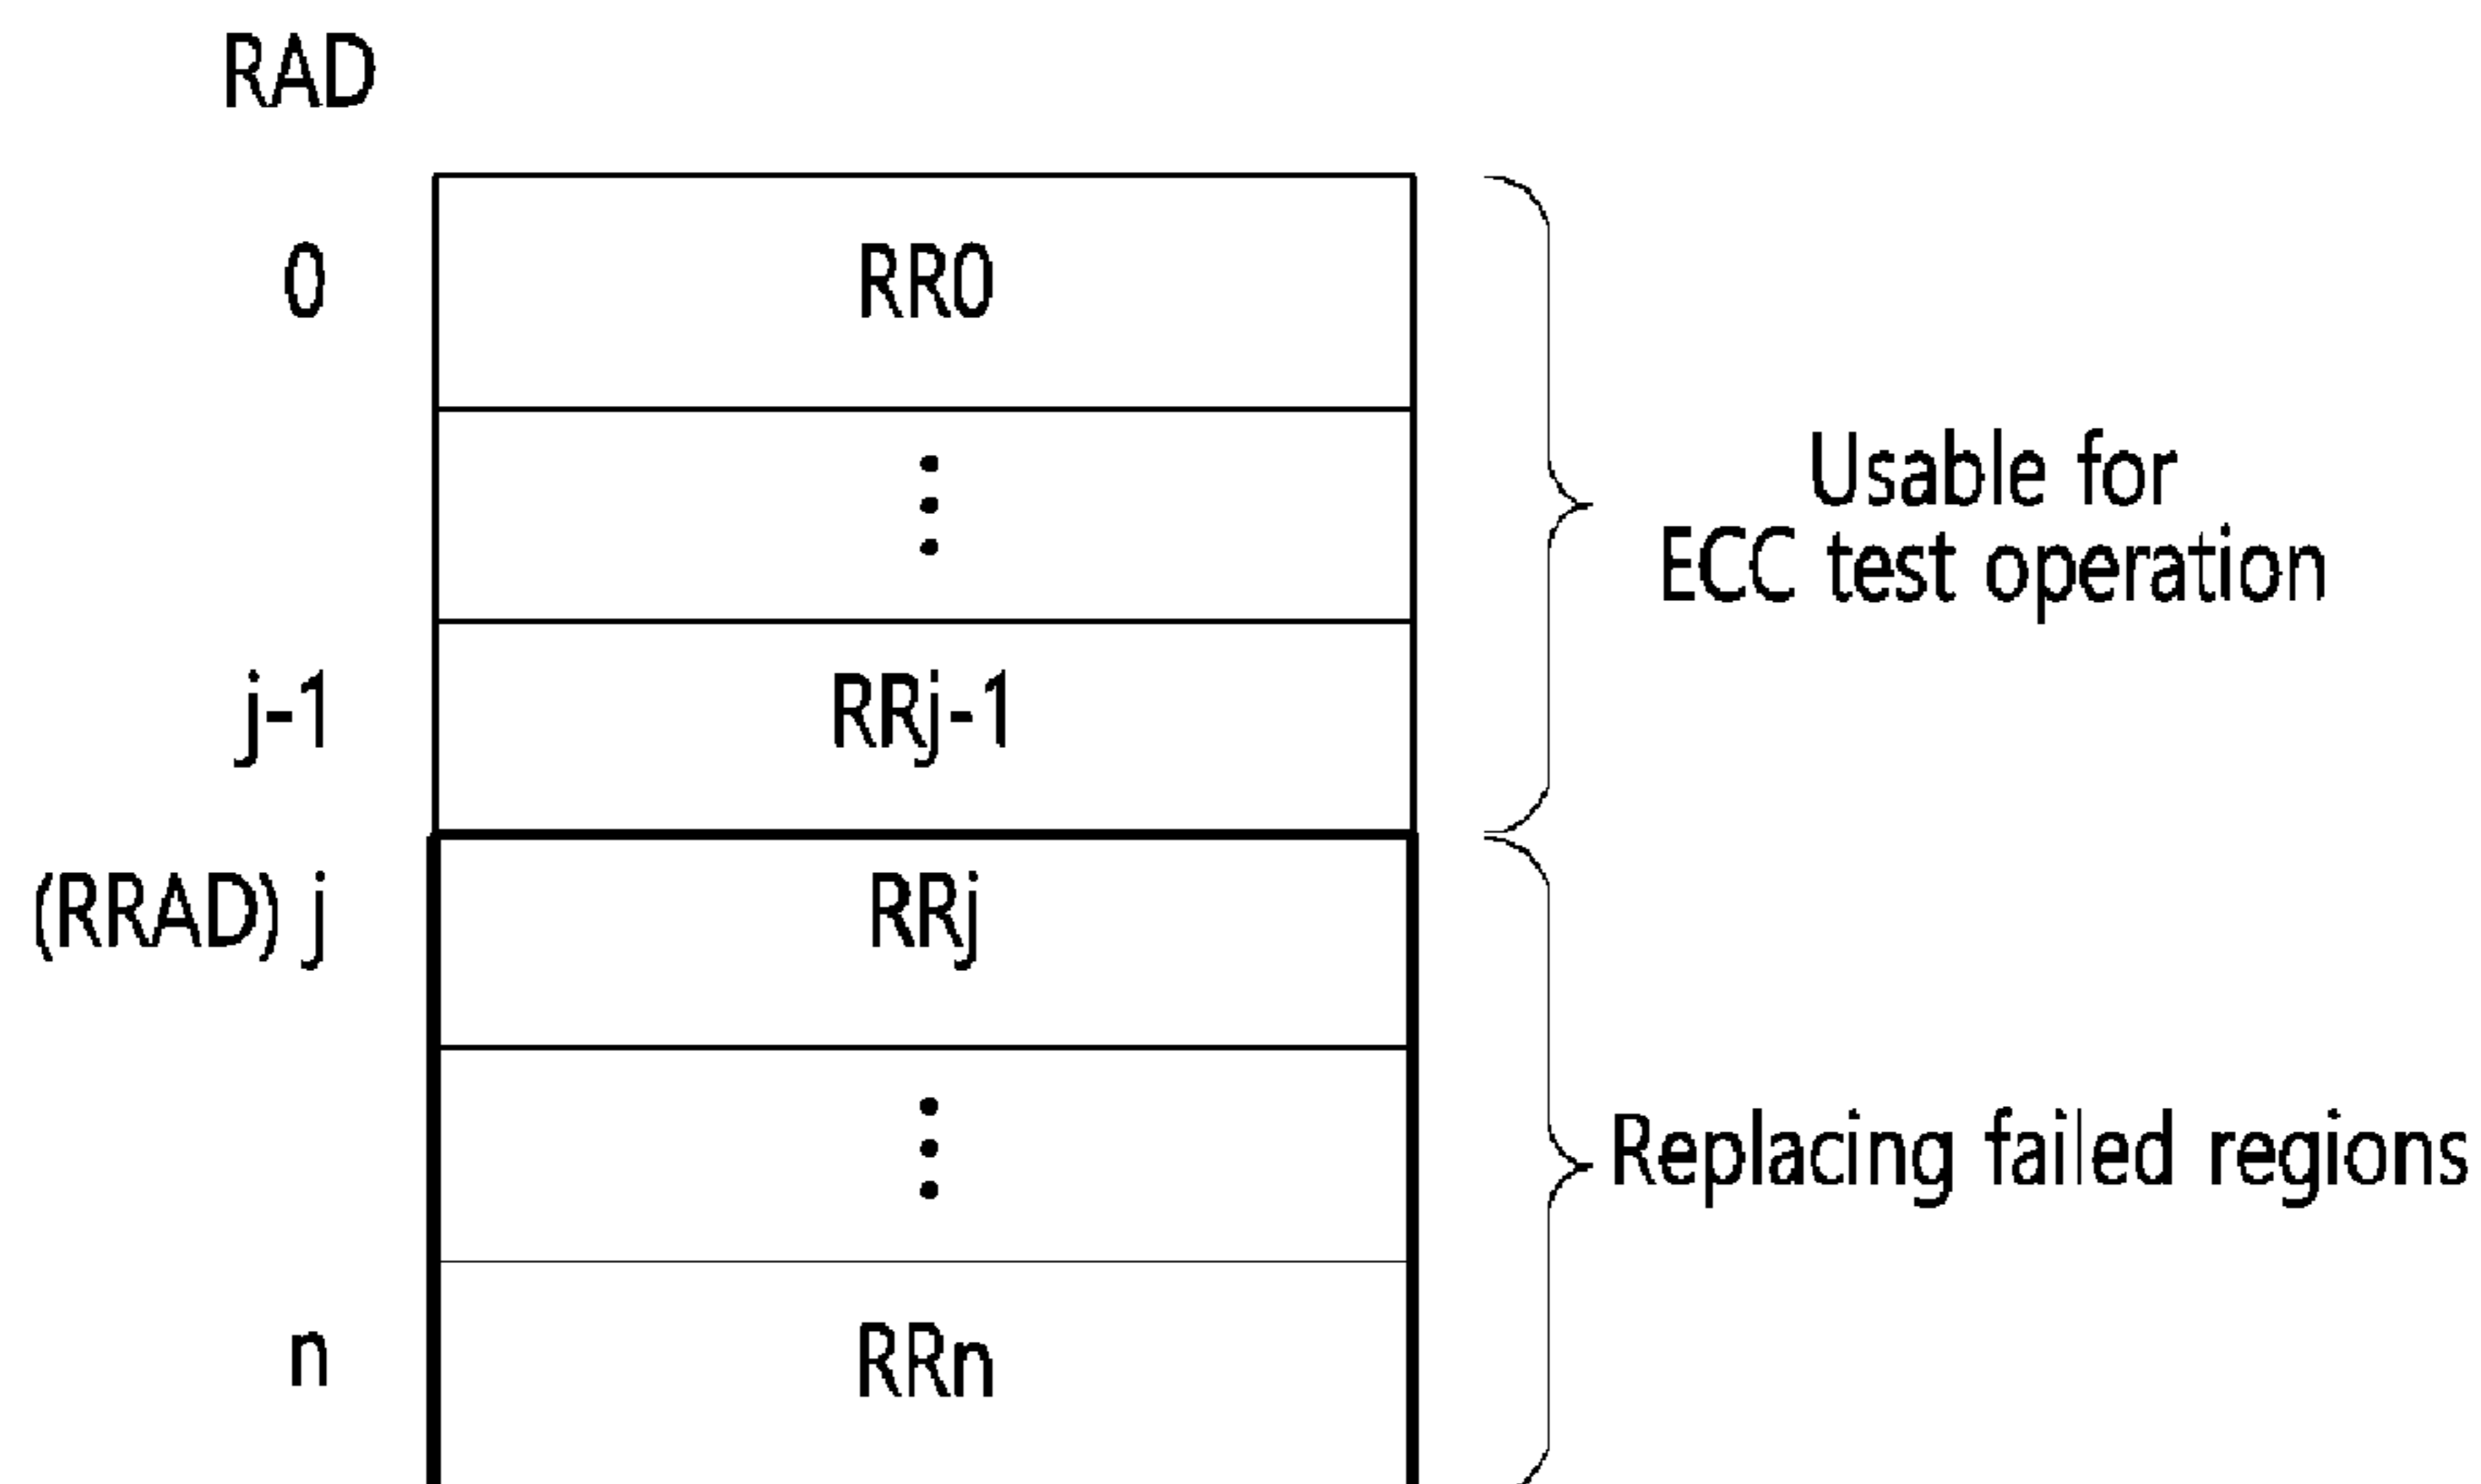 RAD
0
RR0
Usable for
ECC test operation
j-1
RRj-1
(RRAD) j
RRj
Replacing failed regions
n
RRn